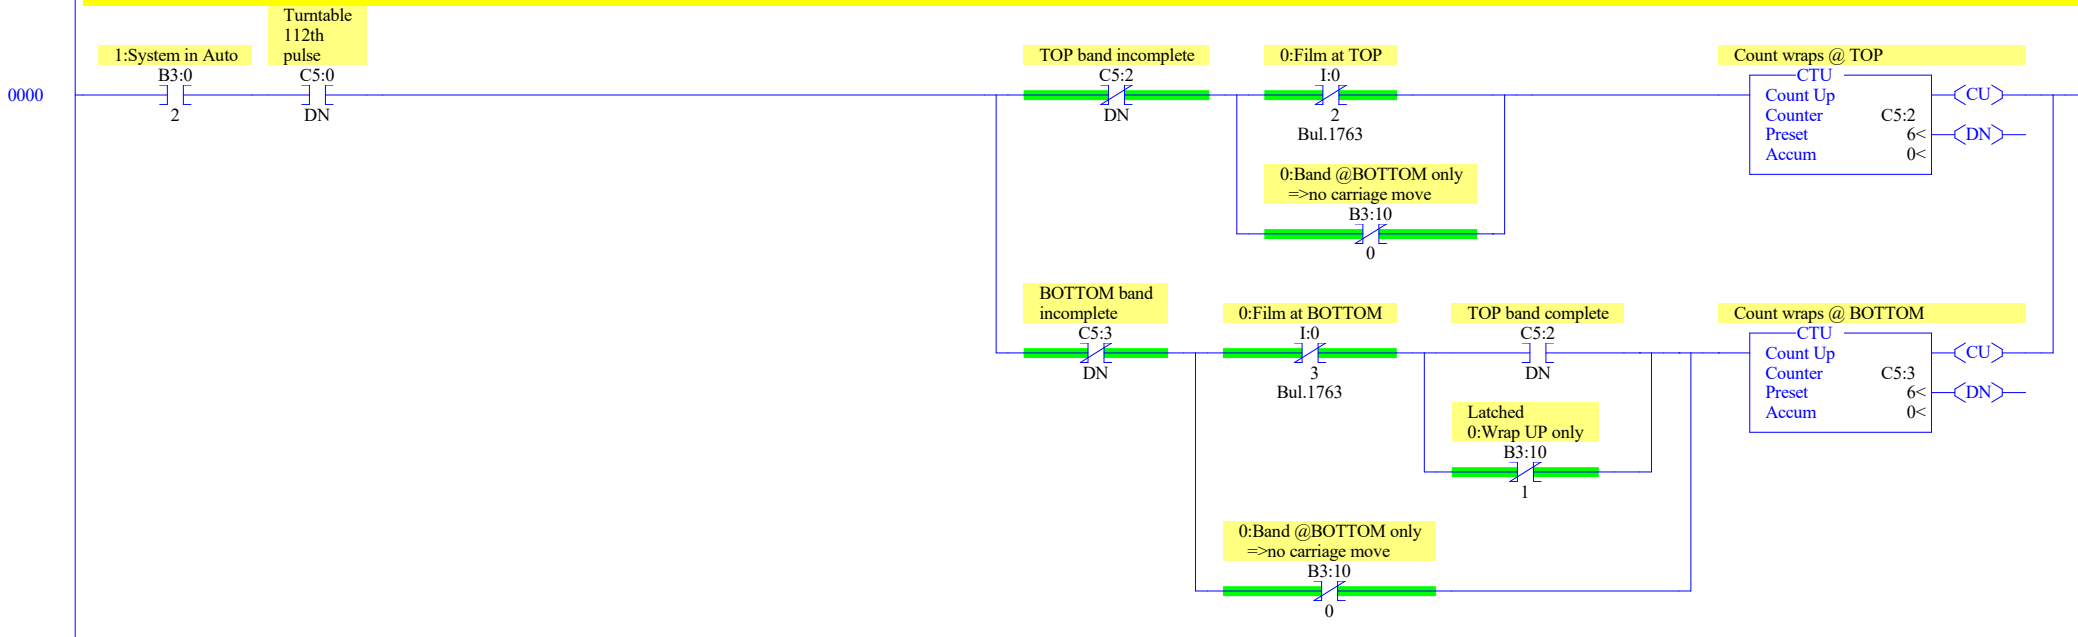 Turntable
112th
pulse
1:System in Auto
B3:0
2
C5:0
DN
0000
TOP band incomplete
C5:2
DN
0:Film at TOP
I:0
2
Bul.1763
0:Band @BOTTOM only
=>no carriage move
B3:10
0
Count wraps @ TOP
CTU
Count Up
Counter C5:2
Preset 6<
Accum 0<
CU
DN
BOTTOM band
incomplete
C5:3
DN
0:Film at BOTTOM
I:0
3
Bul.1763
TOP band complete
C5:2
DN
Latched
0:Wrap UP only
B3:10
1
0:Band @BOTTOM only
=>no carriage move
B3:10
0
Count wraps @ BOTTOM
CTU
Count Up
Counter C5:3
Preset 6<
Accum 0<
CU
DN